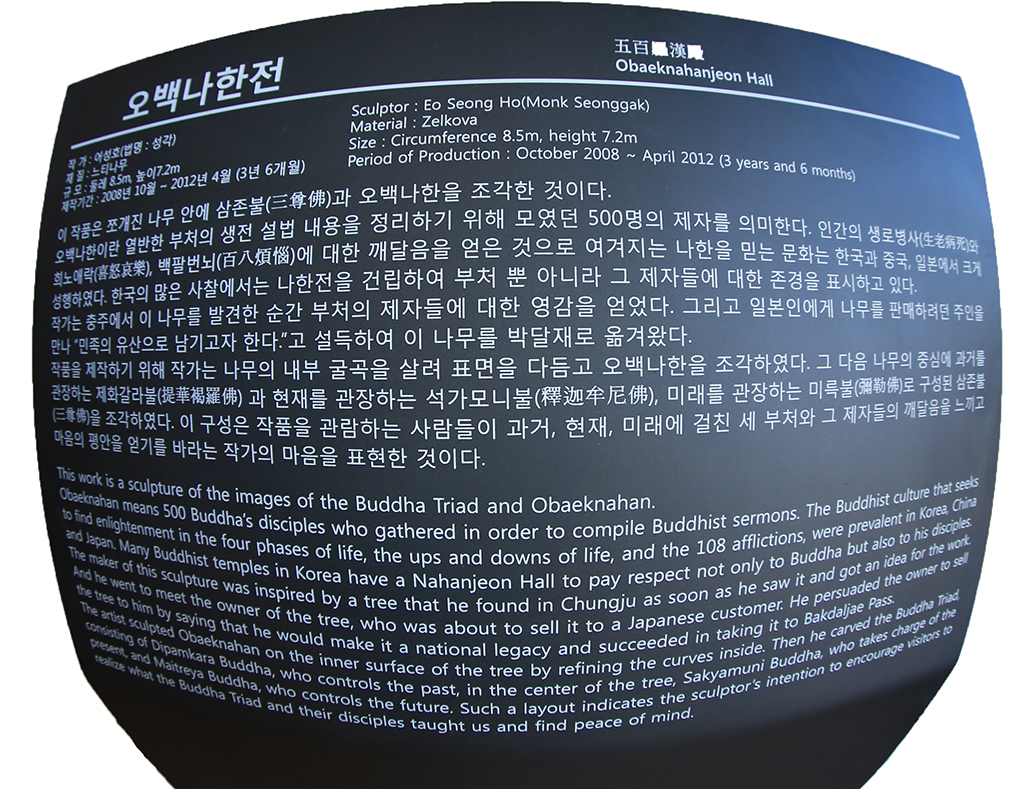 오백나한전
五百 漢
Obaeknahanjeon Hall
작 가 : 어성호(법명 : 성각)
재 질 : 느티나무
규 모 : 둘레 8.5m, 높이7.2m
제작기간 : 2008년 10월 ~ 2012년 4월 (3년 6개월)
Sculptor : Eo Seong Ho(Monk Seonggak)
Material : Zelkova
Size : Circumference 8.5m, height 7.2m
Period of Production : October 2008 ~ April 2012 (3 years and 6 months)
이 작품은 쪼개진 나무 안에 삼존불(三尊佛)과 오백나한을 조각한 것이다.
오백나한이란 열반한 부처의 생전 설법 내용을 정리하기 위해 모였던 500명의 제자를 의미한다. 인간의 생로병사(生老病死)와
희노애락(喜怒哀樂), 백팔번뇌(百八煩惱)에 대한 깨달음을 얻은 것으로 여겨지는 나한을 믿는 문화는 한국과 중국, 일본에서 크게
성행하였다. 한국의 많은 사찰에서는 나한전을 건립하여 부처 뿐 아니라 그 제자들에 대한 존경을 표시하고 있다.
작가는 충주에서 이 나무를 발견한 순간 부처의 제자들에 대한 영감을 얻었다. 그리고 일본인에게 나무를 판매하려던 주인을
만나 “민족의 유산으로 남기고자 한다.”고 설득하여 이 나무를 박달재로 옮겨왔다.
작품을 제작하기 위해 작가는 나무의 내부 굴곡을 살려 표면을 다듬고 오백나한을 조각하였다. 그 다음 나무의 중심에 과거를
관장하는 제화갈라불(提華褐羅佛) 과 현재를 관장하는 석가모니불(釋迦牟尼佛), 미래를 관장하는 미륵불(彌勒佛)로 구성된 삼존불
(三尊佛)을 조각하였다. 이 구성은 작품을 관람하는 사람들이 과거, 현재, 미래에 걸친 세 부처와 그 제자들의 깨달음을 느끼고
마음의 평안을 얻기를 바라는 작가의 마음을 표현한 것이다.
This work is a sculpture of the images of the Buddha Triad and Obaeknahan.
Obaeknahan means 500 Buddha's disciples who gathered in order to compile Buddhist sermons. The Buddhist culture that seeks
to find enlightenment in the four phases of life, the ups and downs of life, and the 108 afflictions, were prevalent in Korea, China
and Japan. Many Buddhist temples in Korea have a Nahanjeon Hall to pay respect not only to Buddha but also to his disciples.
The maker of this sculpture was inspired by a tree that he found in Chungju as soon as he saw it and got an idea for the work.
And he went to meet the owner of the tree, who was about to sell it to a Japanese customer. He persuaded the owner to sell
the tree to him by saying that he would make it a national legacy and succeeded in taking it to Bakdaljae Pass.
The artist sculpted Obaeknahan on the inner surface of the tree by refining the curves inside. Then he carved the Buddha Triad,
consisting of Dipamkara Buddha, who controls the past, in the center of the tree, Sakyamuni Buddha, who takes charge of the
present, and Maitreya Buddha, who controls the future. Such a layout indicates the sculptor's intention to encourage visitors to
realize what the Buddha Triad and their disciples taught us and find peace of mind.